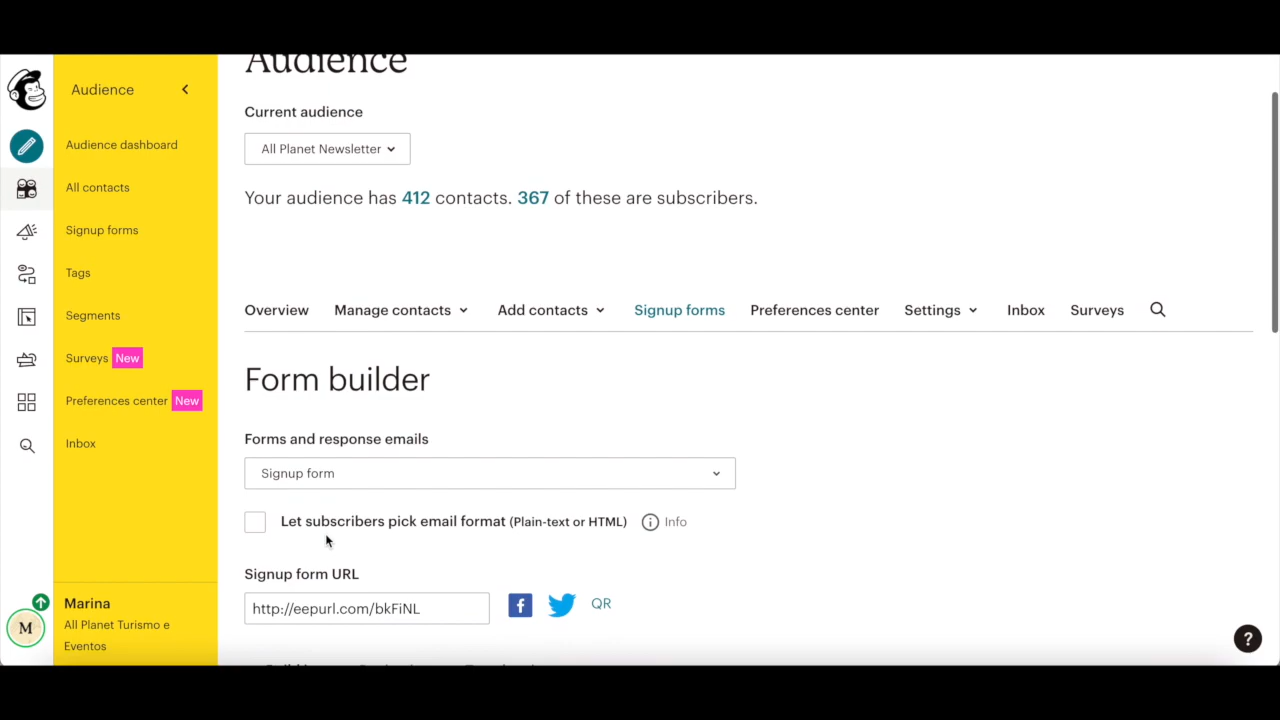 Audience
Audience dashboard
All contacts
Signup forms
Tags
Segments
Surveys New
Preferences center New
Inbox
Marina
All Planet Turismo e
Eventos
M
Audience
Current audience
All Planet Newsletter
Your audience has 412 contacts. 367 of these are subscribers.
Overview Manage contacts Add contacts Signup forms Preferences center Settings Inbox Surveys
Form builder
Forms and response emails
Signup form
Let subscribers pick email format (Plain-text or HTML) i Info
Signup form URL
http://eepurl.com/bkFiNL f QR
?